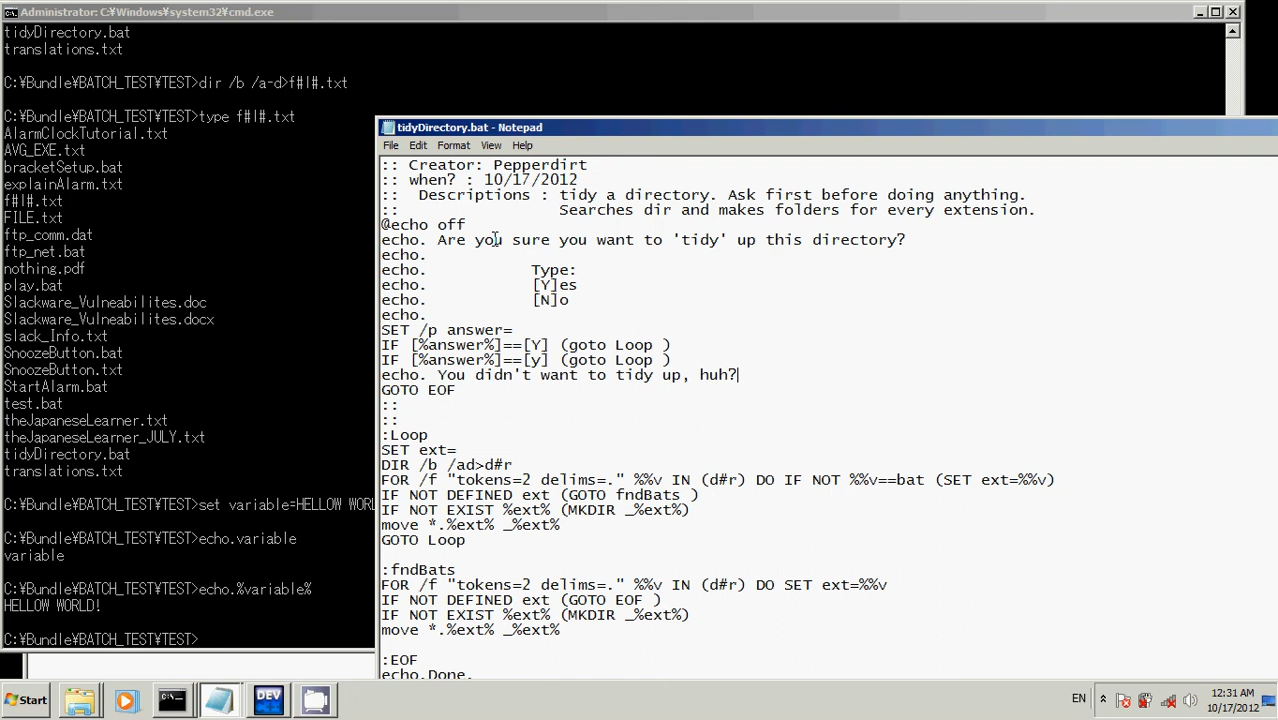 Administrator: C:¥Windows¥system32¥cmd.exe
tidyDirectory.bat
translations.txt
C:¥Bundle¥BATCH_TEST¥TEST>dir /b /a-d>f#l#.txt
C:¥Bundle¥BATCH_TEST¥TEST>type f#l#.txt
AlarmClockTutorial.txt
AVG_EXE.txt
bracketSetup.bat
explainAlarm.txt
f#l#.txt
FILE.txt
ftp_comm.dat
ftp_net.bat
nothing.pdf
play.bat
Slackware_Vulnerabilites.doc
Slackware_Vulnerabilites.docx
slack_Info.txt
SnoozeButton.bat
SnoozeButton.txt
StartAlarm.bat
test.bat
theJapaneseLearner.txt
theJapaneseLearner_JULY.txt
tidyDirectory.bat
translations.txt
C:¥Bundle¥BATCH_TEST¥TEST>set variable=HELLOW WORL
C:¥Bundle¥BATCH_TEST¥TEST>echo.variable
variable
C:¥Bundle¥BATCH_TEST¥TEST>echo.%variable%
HELLOW WORLD!
C:¥Bundle¥BATCH_TEST¥TEST>
tidyDirectory.bat - Notepad
File Edit Format View Help
:: Creator: Pepperdirt
:: when? : 10/17/2012
:: Descriptions : tidy a directory. Ask first before doing anything.
:: Searches dir and makes folders for every extension.
@echo off
echo. Are you sure you want to 'tidy' up this directory?
echo.
echo. Type:
echo. [Y]es
echo. [N]o
echo.
SET /p answer=
IF [%answer%]==[Y] (goto Loop )
IF [%answer%]==[y] (goto Loop )
echo. You didn't want to tidy up, huh?
GOTO EOF
::
::
:Loop
SET ext=
DIR /b /ad>d#r
FOR /f "tokens=2 delims=." %%v IN (d#r) DO IF NOT %%v==bat (SET ext=%%v)
IF NOT DEFINED ext (GOTO fndBats )
IF NOT EXIST %ext% (MKDIR _%ext%)
move *.%ext% _%ext%
GOTO Loop
:fndBats
FOR /f "tokens=2 delims=." %%v IN (d#r) DO SET ext=%%v
IF NOT DEFINED ext (GOTO EOF )
IF NOT EXIST %ext% (MKDIR _%ext%)
move *.%ext% _%ext%
:EOF
echo.Done.
Start
DEV
EN
12:31 AM
10/17/2012